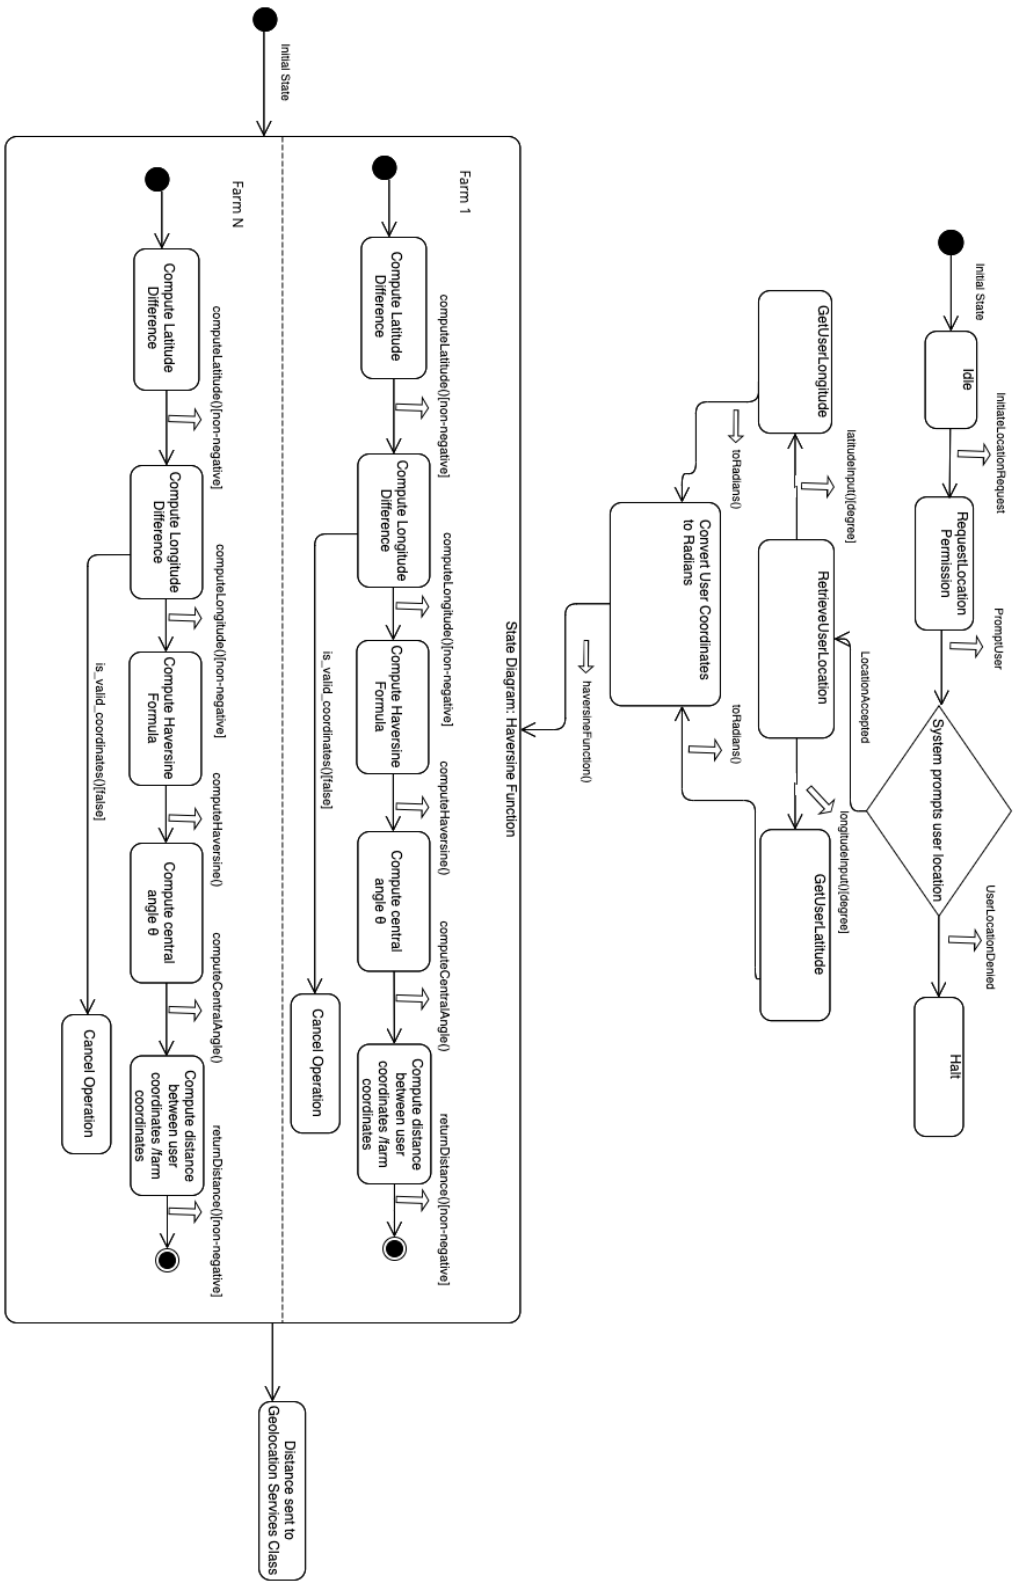 Initial State
Idle
InitiateLocationRequest
RequestLocation
Permission
PromptUser
System prompts user location
UserLocationDenied
Halt
LocationAccepted
GetUserLongitude
latitudeInput()[degree]
RetrieveUserLocation
longitudeInput()[degree]
GetUserLatitude
toRadians()
Convert User Coordinates
to Radians
toRadians()
haversineFunction()
Initial State
State Diagram: Haversine Function
Farm 1
Compute Latitude
Difference
computeLatitude()[non-negative]
Compute Longitude
Difference
computeLongitude()[non-negative]
Compute Haversine
Formula
computeHaversine()
Compute central
angle θ
computeCentralAngle()
Compute distance
between user
coordinates /farm
coordinates
returnDistance()[non-negative]
is_valid_coordinates()[false]
Cancel Operation
Farm N
Compute Latitude
Difference
computeLatitude()[non-negative]
Compute Longitude
Difference
computeLongitude()[non-negative]
Compute Haversine
Formula
computeHaversine()
Compute central
angle θ
computeCentralAngle()
Compute distance
between user
coordinates /farm
coordinates
returnDistance()[non-negative]
is_valid_coordinates()[false]
Cancel Operation
Distance sent to
Geolocation Services Class